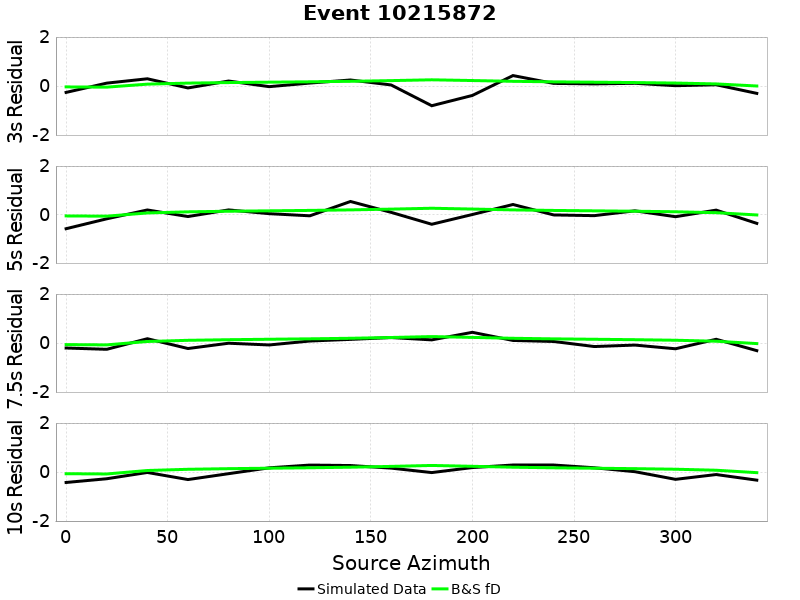 Event 10215872
3s Residual
2
0
-2
5s Residual
2
0
-2
7.5s Residual
2
0
-2
10s Residual
2
0
-2
0 50 100 150 200 250 300
Source Azimuth
Simulated Data B&S fD